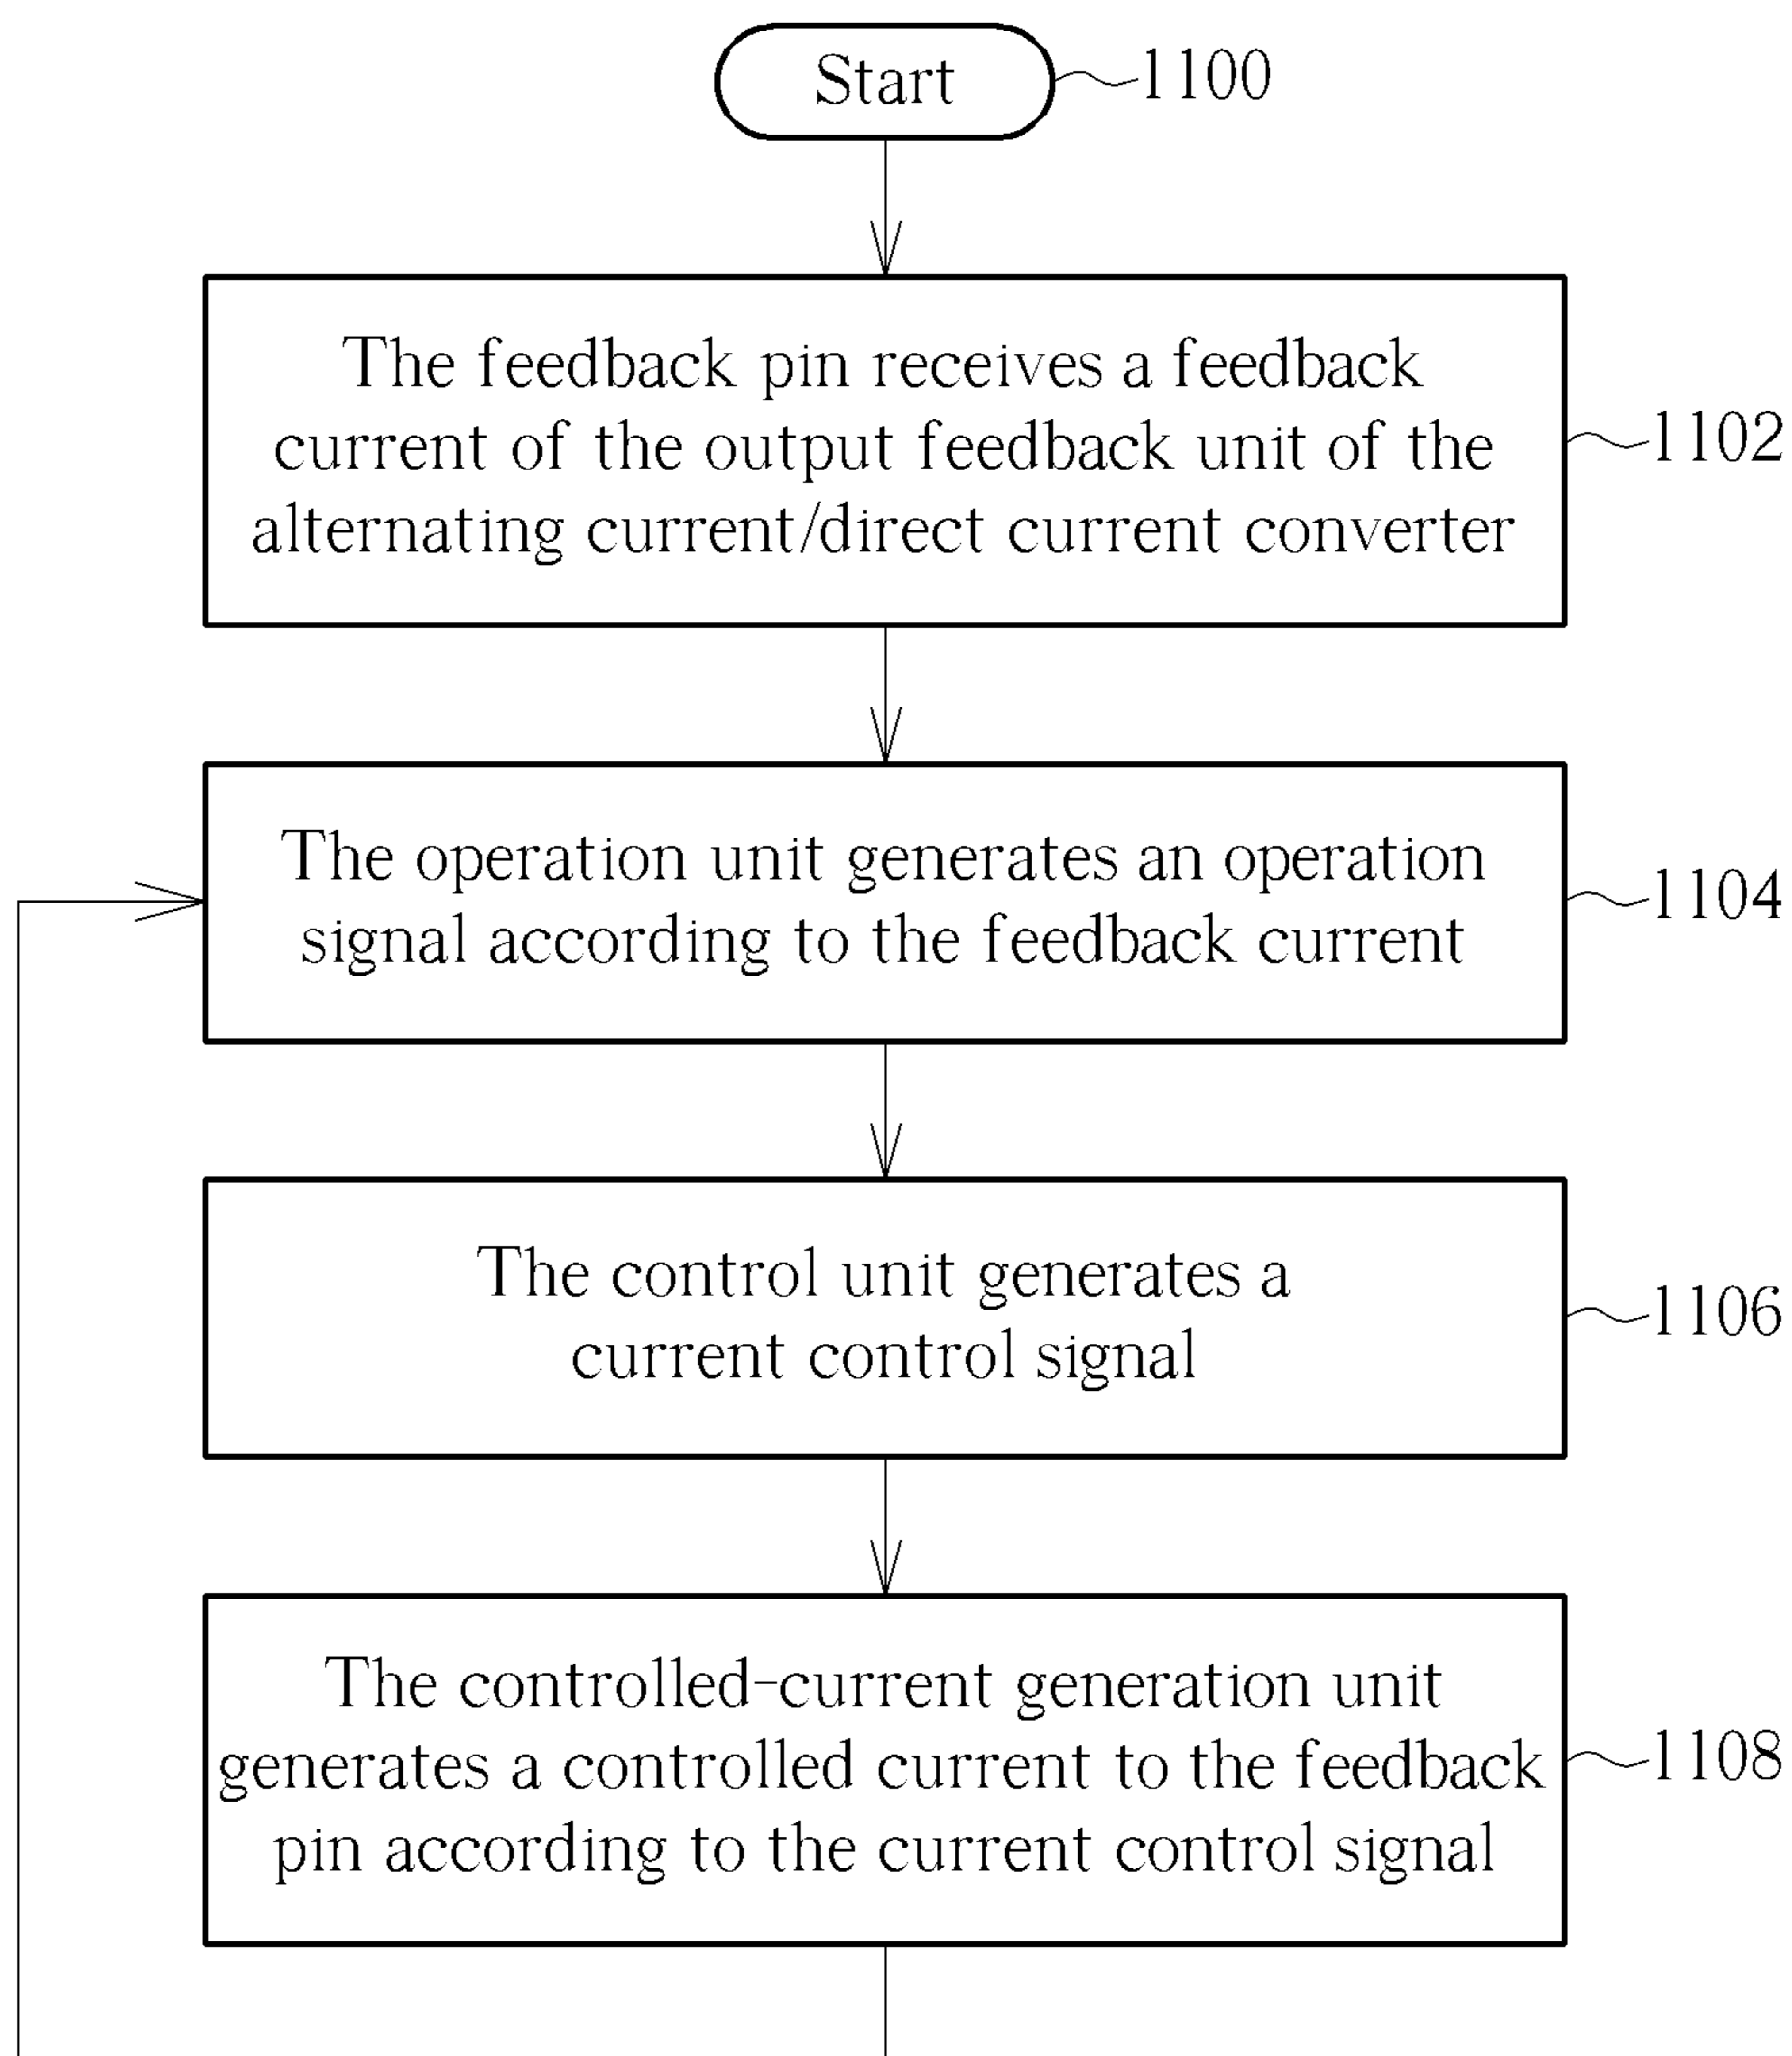 Start
1100
The feedback pin receives a feedback
current of the output feedback unit of the
alternating current/direct current converter
1102
The operation unit generates an operation
signal according to the feedback current
1104
The control unit generates a
current control signal
1106
The controlled-current generation unit
generates a controlled current to the feedback
pin according to the current control signal
1108